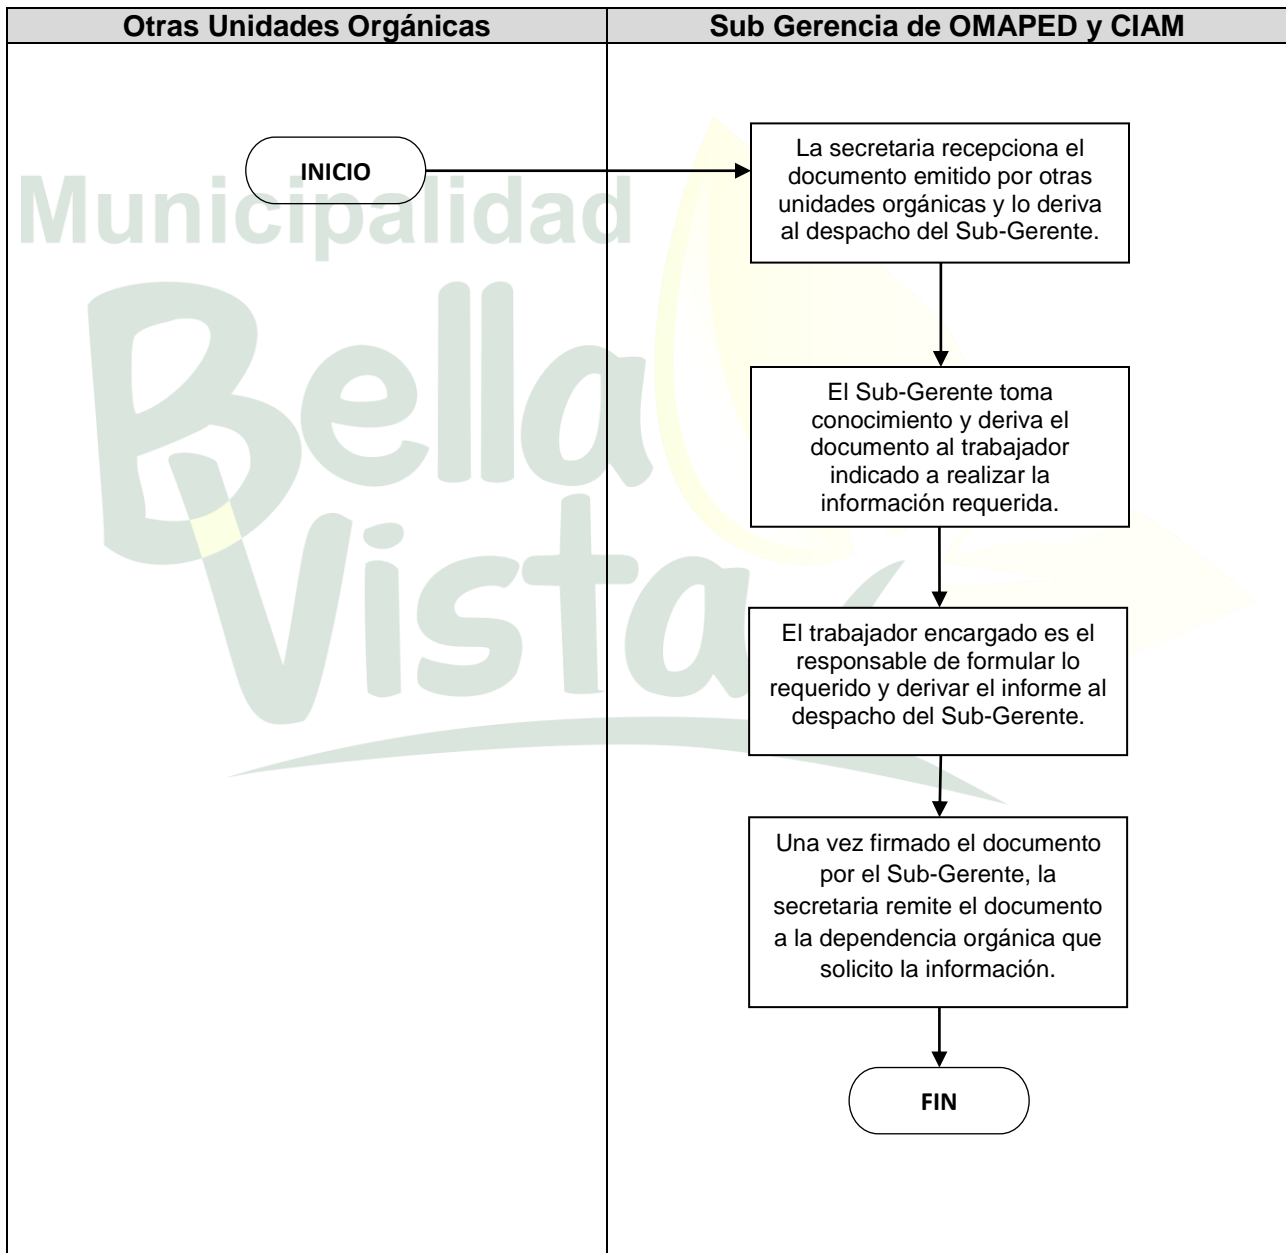 Otras Unidades Orgánicas
Sub Gerencia de OMAPED y CIAM
INICIO
La secretaria recepciona el
documento emitido por otras
unidades orgánicas y lo deriva
al despacho del Sub-Gerente.
Municipalidad
Bella
Vista
El Sub-Gerente toma
conocimiento y deriva el
documento al trabajador
indicado a realizar la
información requerida.
El trabajador encargado es el
responsable de formular lo
requerido y derivar el informe al
despacho del Sub-Gerente.
Una vez firmado el documento
por el Sub-Gerente, la
secretaria remite el documento
a la dependencia orgánica que
solicito la información.
FIN